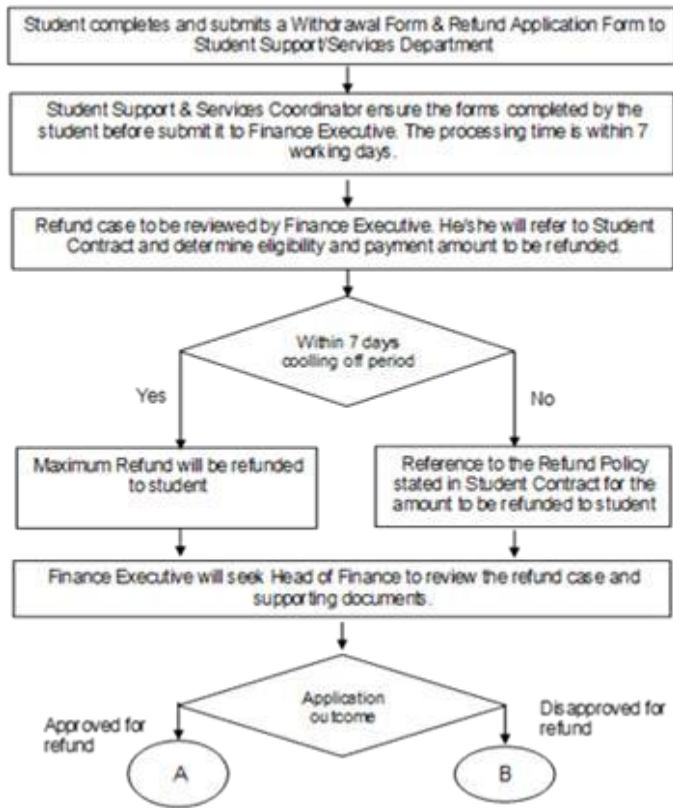 Student completes and submits a Withdrawal Form & Refund Application Form to
Student Support/Services Department
Student Support & Services Coordinator ensure the forms completed by the
student before submit it to Finance Executive. The processing time is within 7
working days.
Refund case to be reviewed by Finance Executive. He/she will refer to Student
Contract and determine eligibility and payment amount to be refunded.
Within 7 days
coolling off period
Yes
No
Maximum Refund will be refunded
to student
Reference to the Refund Policy
stated in Student Contract for the
amount to be refunded to student
Finance Executive will seek Head of Finance to review the refund case and
supporting documents.
Application
outcome
Approved for
refund
Disapproved for
refund
A
B